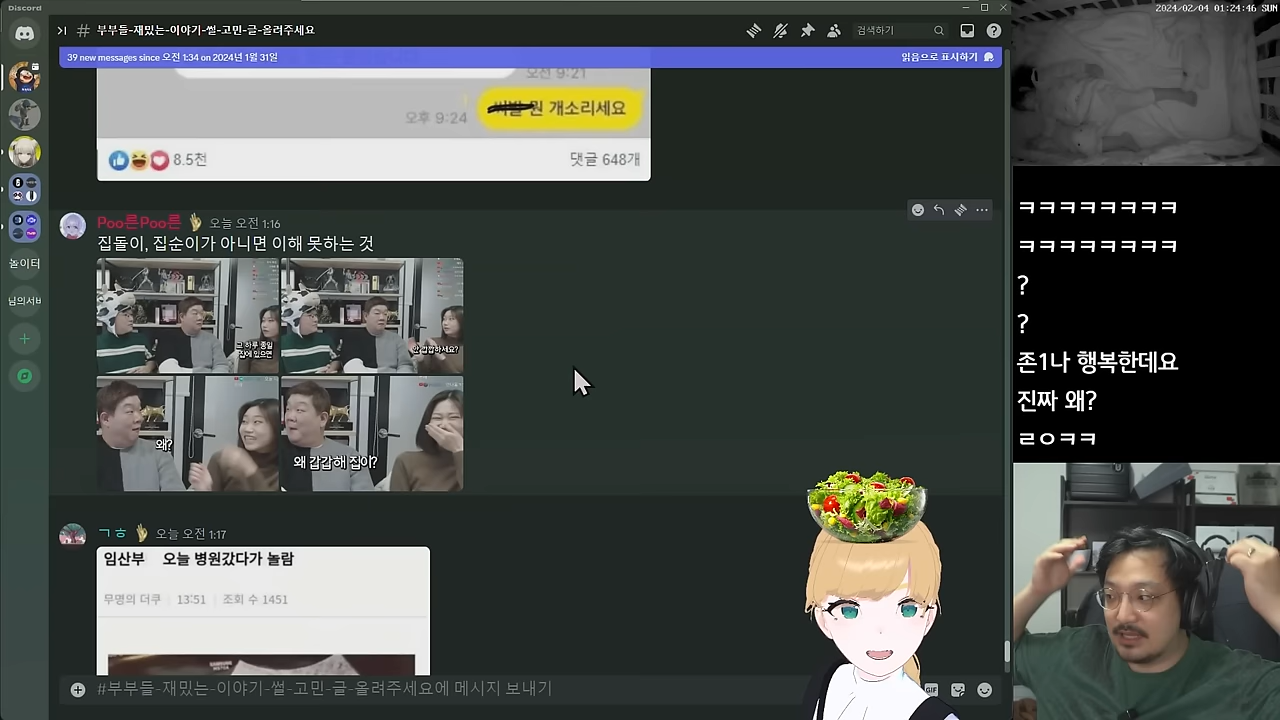 Discord
2024/02/04 01:24:46 SUN
부부들-재밌는-이야기-썰-고민-글-올려주세요
검색하기
39 new messages since 오전 1:34 on 2024년 1월 31일
읽음으로 표시하기
오전 9:21
뭔 개소리세요
오후 9:24
8.5천
댓글 648개
Poo른Poo른
오늘 오전 1:16
집돌이, 집순이가 아니면 이해 못하는 것
하루 종일
집에 있으면
안 깝깝하세요?
왜?
왜 갑갑해 집이?
ㄱㅎ
오늘 오전 1:17
임산부 오늘 병원갔다가 놀람
무명의 더쿠 13:51 조회 수 1451
#부부들-재밌는-이야기-썰-고민-글-올려주세요에 메시지 보내기
GIF
놀이터
님의서버
ㅋㅋㅋㅋㅋㅋㅋㅋ
ㅋㅋㅋㅋㅋㅋㅋㅋ
?
?
존1나 행복한데요
진짜 왜?
ㄹㅇㅋㅋ